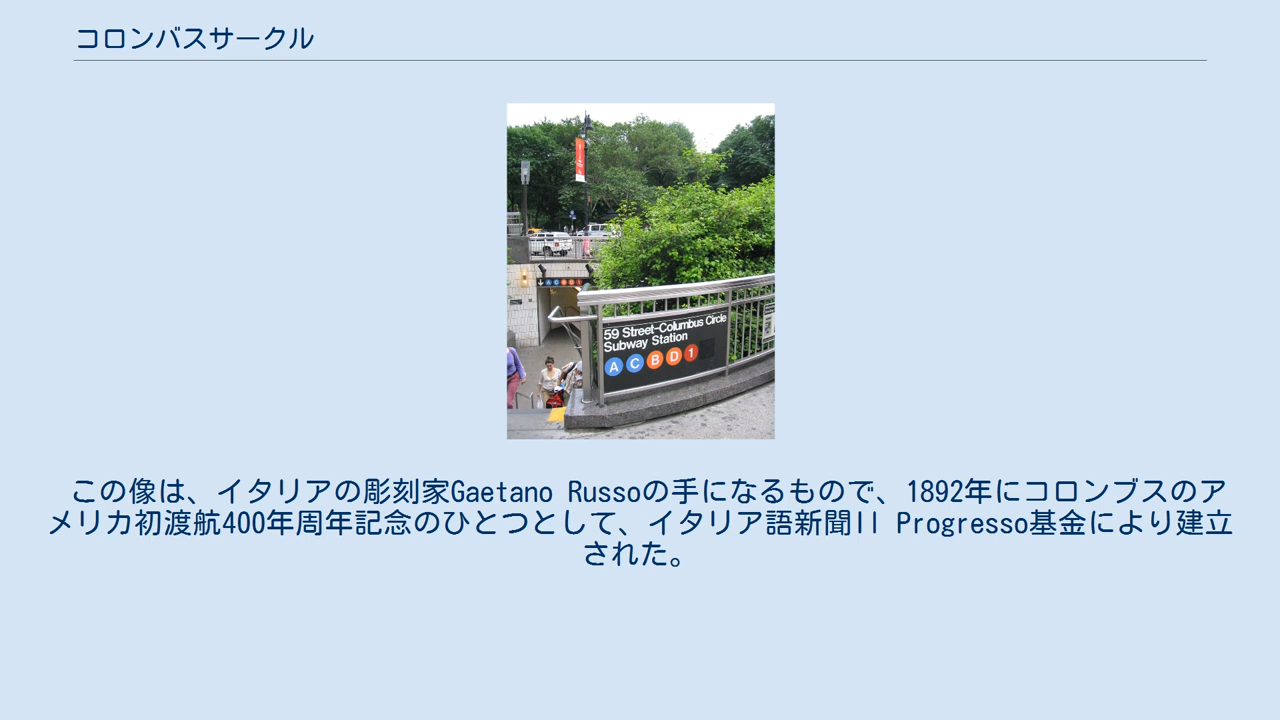 コロンバスサークル
59 Street-Columbus Circle
Subway Station
A C B D 1
この像は、イタリアの彫刻家Gaetano Russoの手になるもので、1892年にコロンブスのア
メリカ初渡航400年周年記念のひとつとして、イタリア語新聞Il Progresso基金により建立
された。